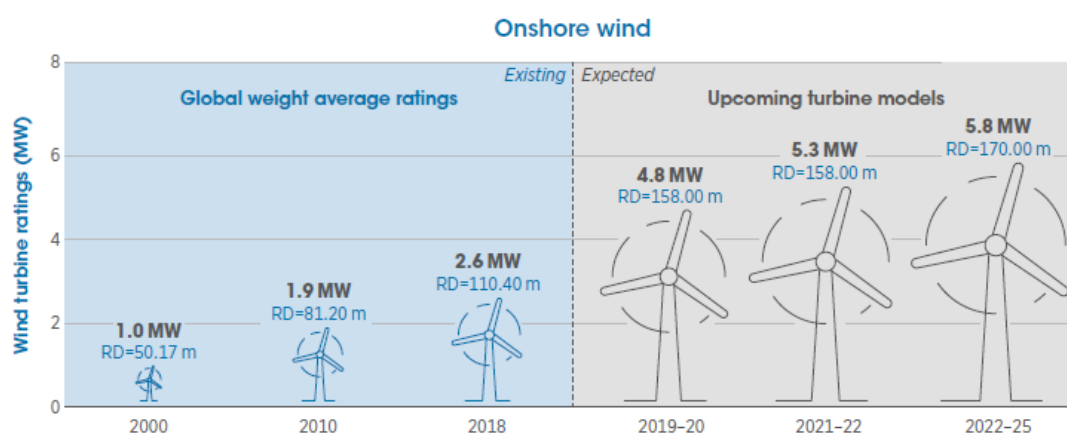 Onshore wind
Existing
Expected
Global weight average ratings
Upcoming turbine models
Wind turbine ratings (MW)
8
6
4
2
0
1.0 MW
RD=50.17 m
1.9 MW
RD=81.20 m
2.6 MW
RD=110.40 m
4.8 MW
RD=158.00 m
5.3 MW
RD=158.00 m
5.8 MW
RD=170.00 m
2000
2010
2018
2019–20
2021–22
2022–25